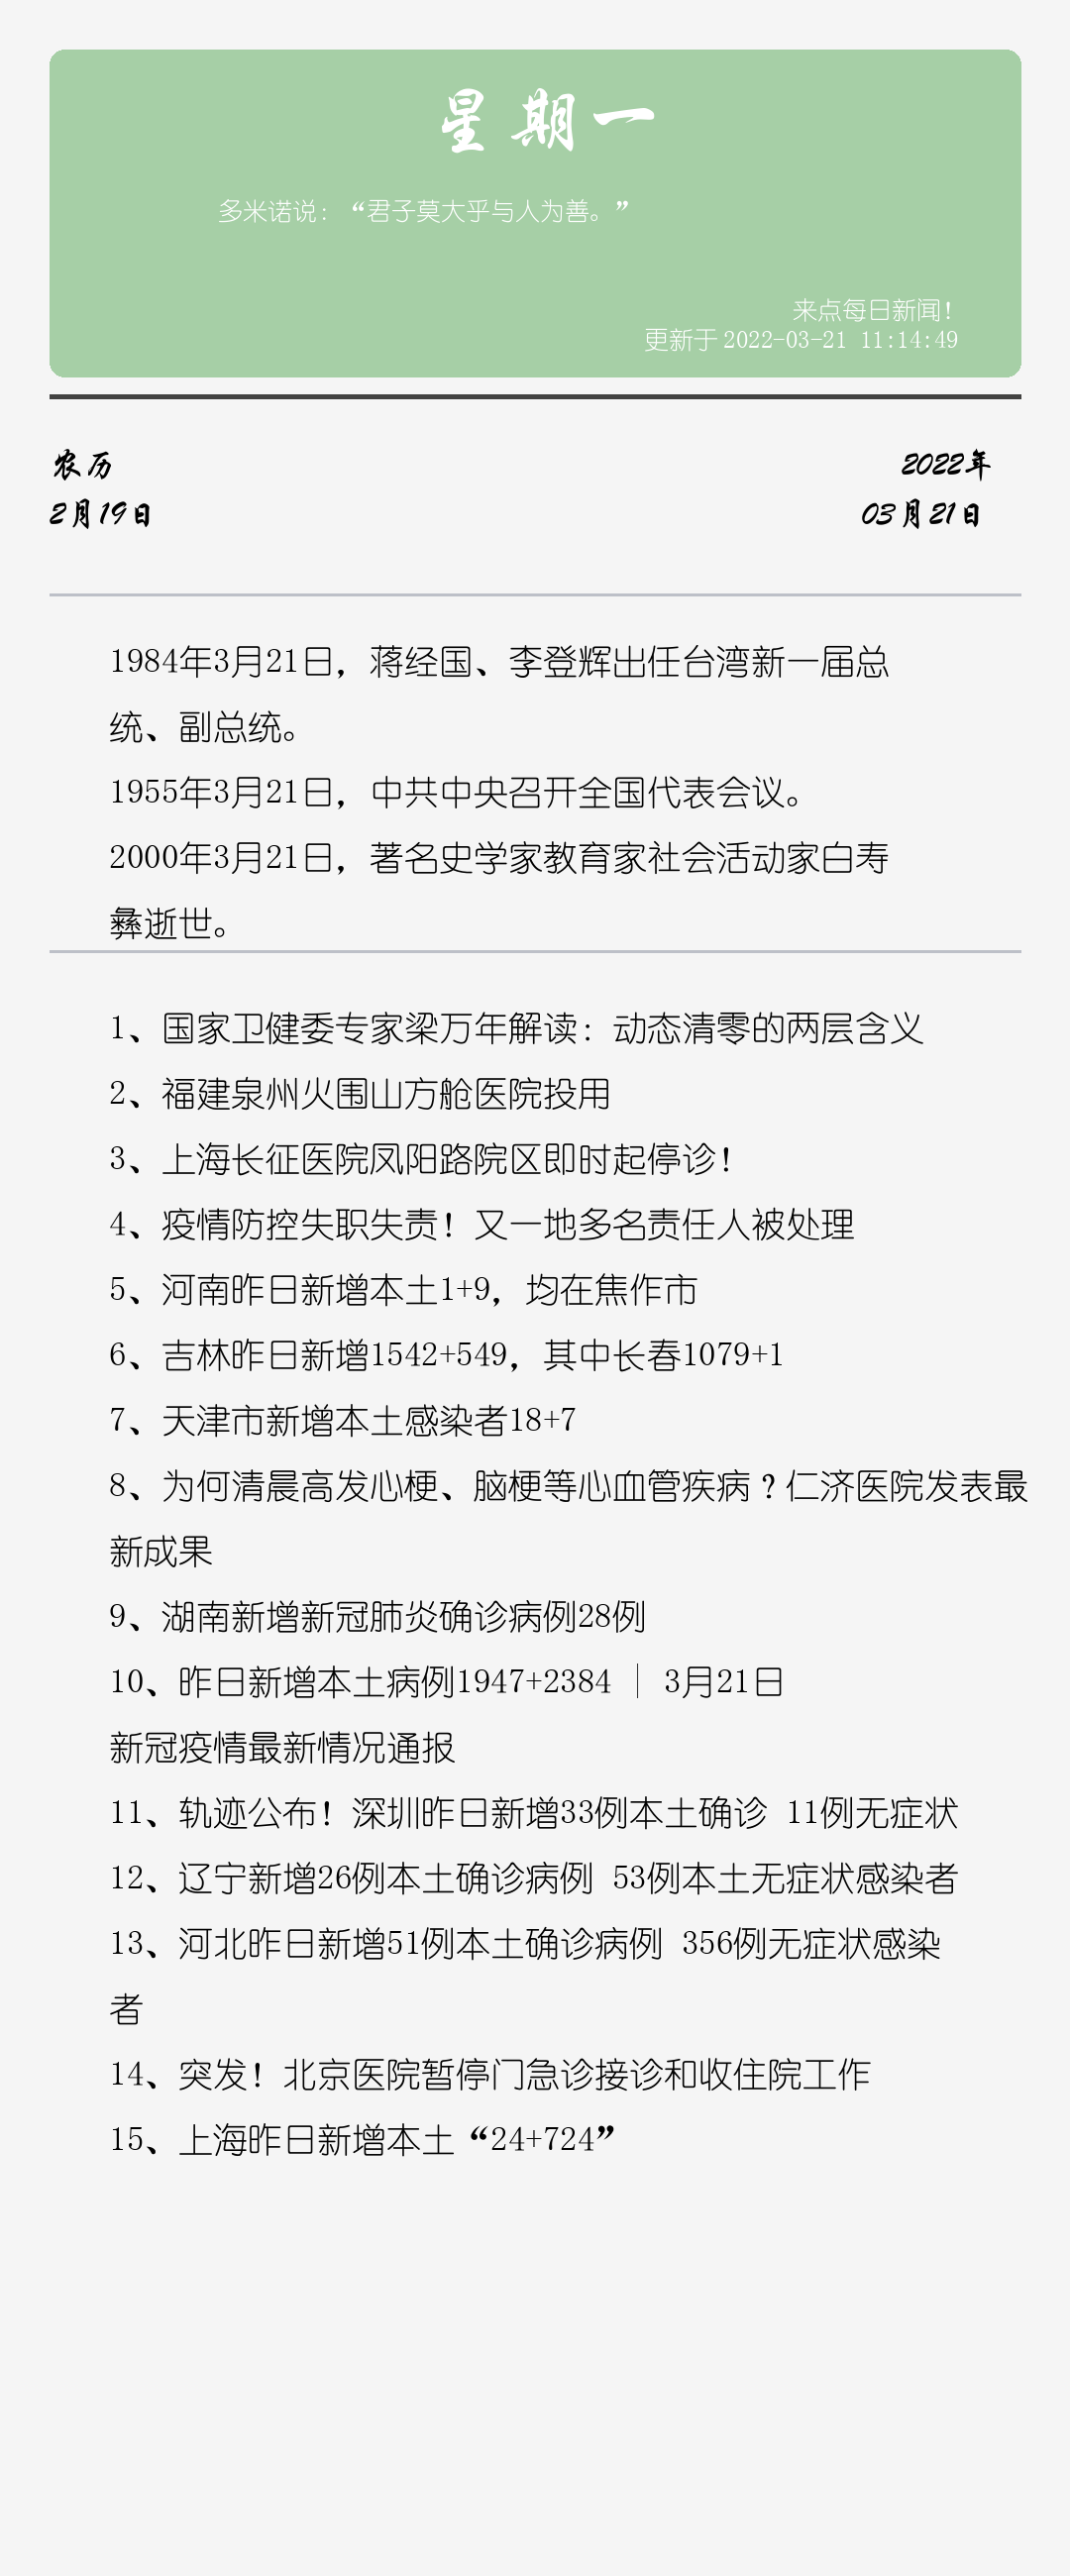 星期一
多米诺说：“君子莫大乎与人为善。”
来点每日新闻！
更新于 2022-03-21 11:14:49
农历
2022年
2月19日
03月21日
1984年3月21日，蒋经国、李登辉出任台湾新一届总
统、副总统。
1955年3月21日，中共中央召开全国代表会议。
2000年3月21日，著名史学家教育家社会活动家白寿
彝逝世。
1、国家卫健委专家梁万年解读：动态清零的两层含义
2、福建泉州火围山方舱医院投用
3、上海长征医院凤阳路院区即时起停诊！
4、疫情防控失职失责！又一地多名责任人被处理
5、河南昨日新增本土1+9，均在焦作市
6、吉林昨日新增1542+549，其中长春1079+1
7、天津市新增本土感染者18+7
8、为何清晨高发心梗、脑梗等心血管疾病？仁济医院发表最
新成果
9、湖南新增新冠肺炎确诊病例28例
10、昨日新增本土病例1947+2384 ｜ 3月21日
新冠疫情最新情况通报
11、轨迹公布！深圳昨日新增33例本土确诊 11例无症状
12、辽宁新增26例本土确诊病例 53例本土无症状感染者
13、河北昨日新增51例本土确诊病例 356例无症状感染
者
14、突发！北京医院暂停门急诊接诊和收住院工作
15、上海昨日新增本土“24+724”